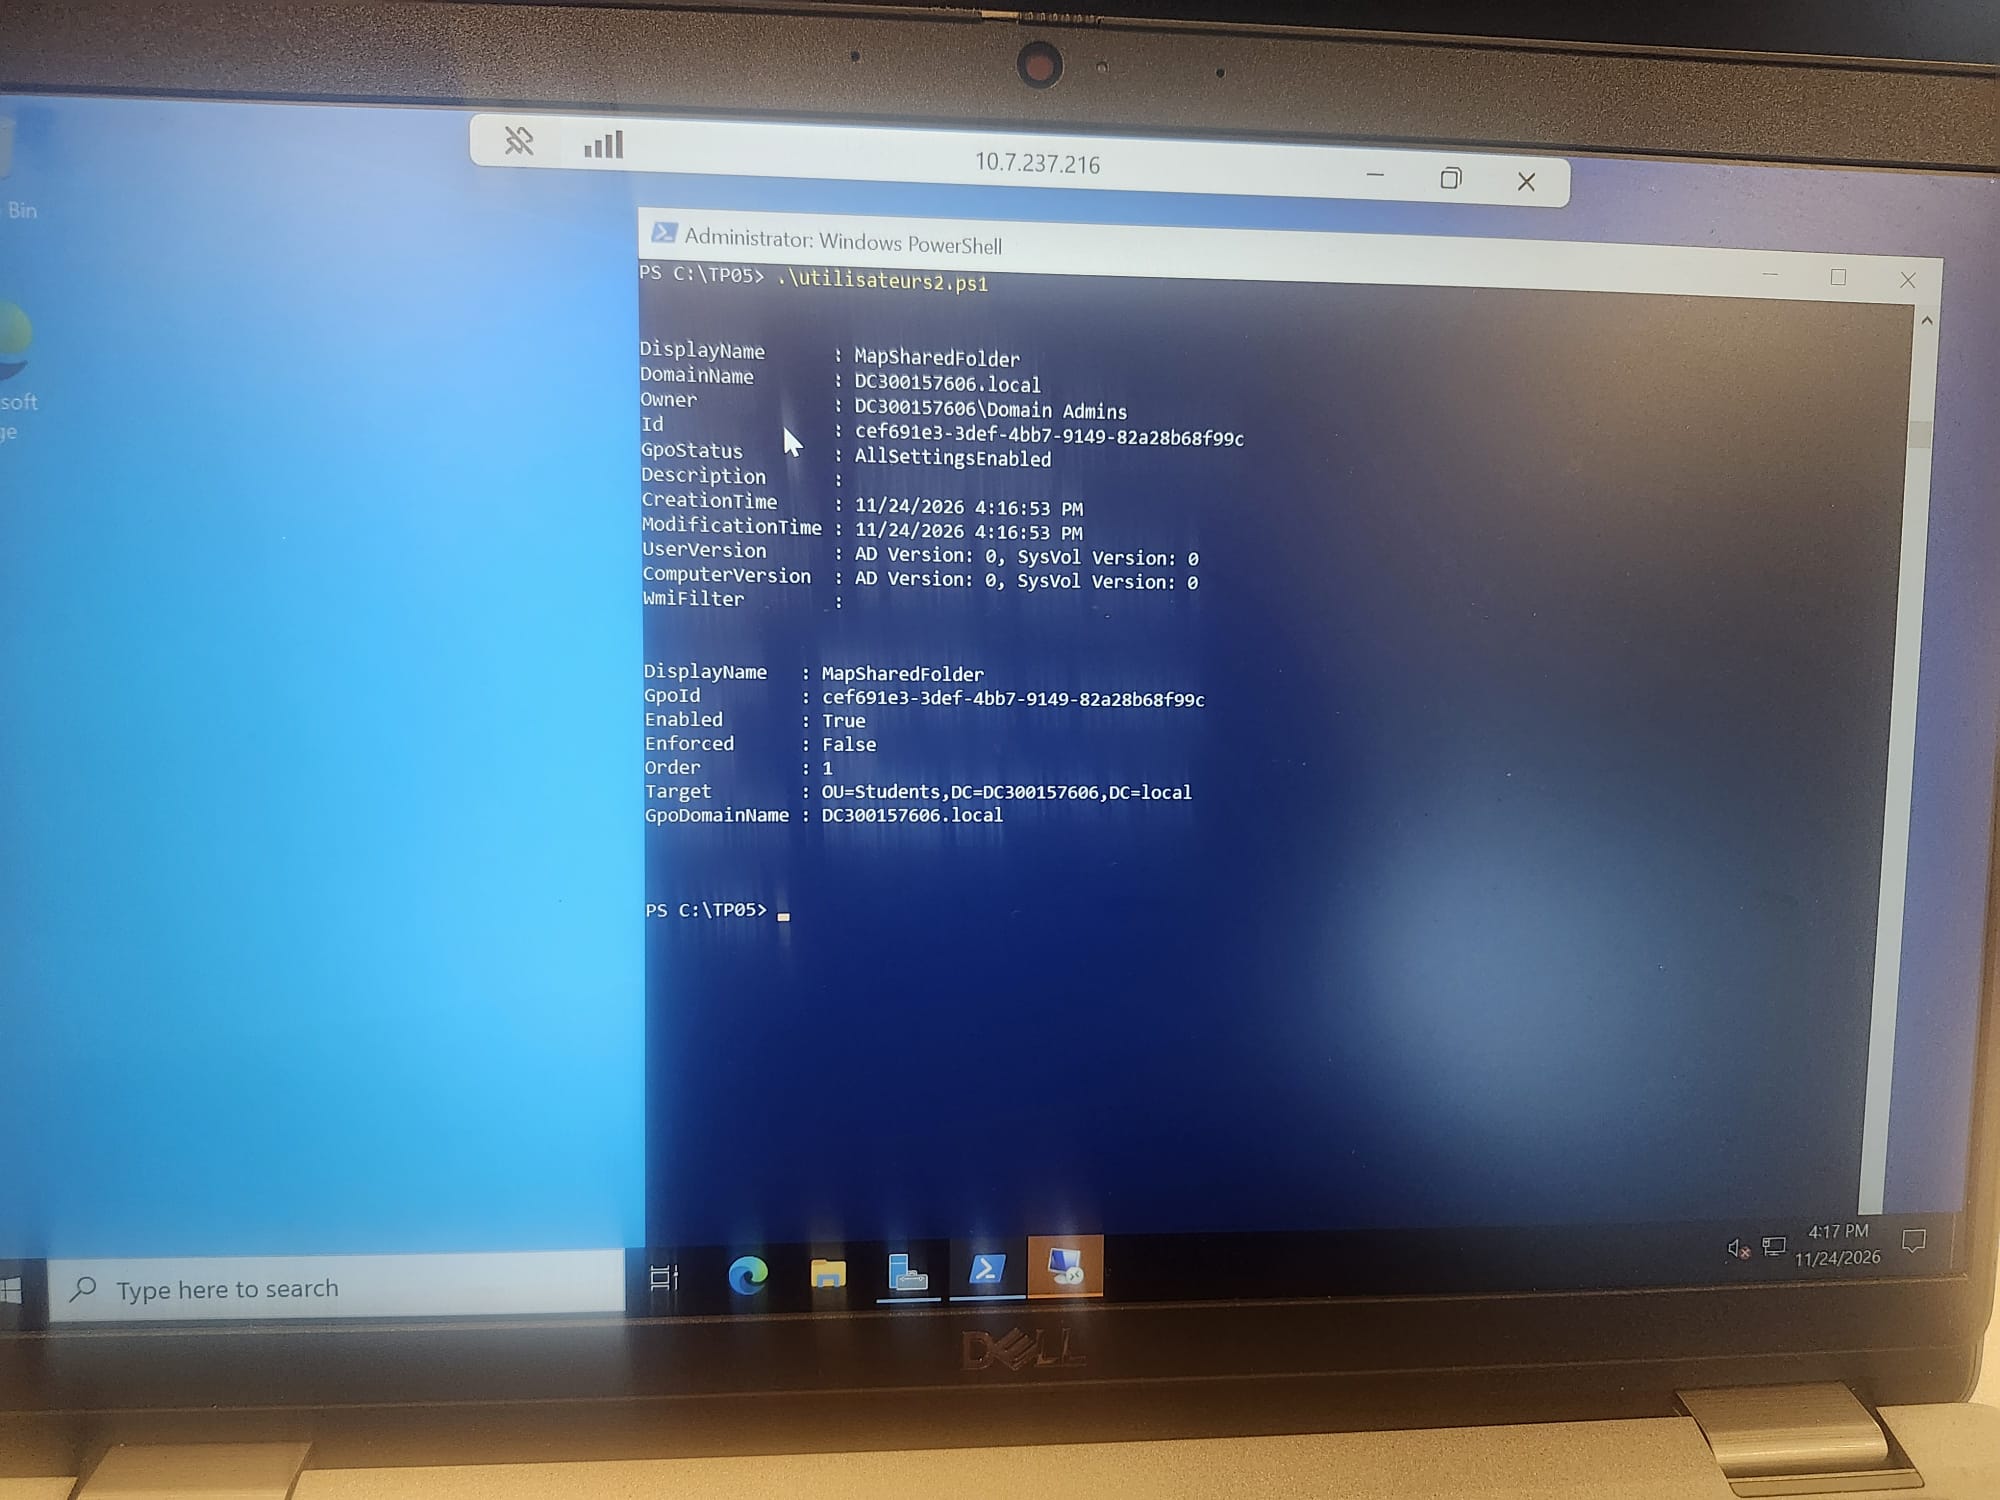 10.7.237.216
Bin
soft
ge
Administrator: Windows PowerShell
PS C:\TP05> .\utilisateurs2.ps1
DisplayName : MapSharedFolder
DomainName : DC300157606.local
Owner : DC300157606\Domain Admins
Id : cef691e3-3def-4bb7-9149-82a28b68f99c
GpoStatus : AllSettingsEnabled
Description :
CreationTime : 11/24/2026 4:16:53 PM
ModificationTime : 11/24/2026 4:16:53 PM
UserVersion : AD Version: 0, SysVol Version: 0
ComputerVersion : AD Version: 0, SysVol Version: 0
WmiFilter :
DisplayName : MapSharedFolder
GpoId : cef691e3-3def-4bb7-9149-82a28b68f99c
Enabled : True
Enforced : False
Order : 1
Target : OU=Students,DC=DC300157606,DC=local
GpoDomainName : DC300157606.local
PS C:\TP05>
Type here to search
4:17 PM
11/24/2026
DELL